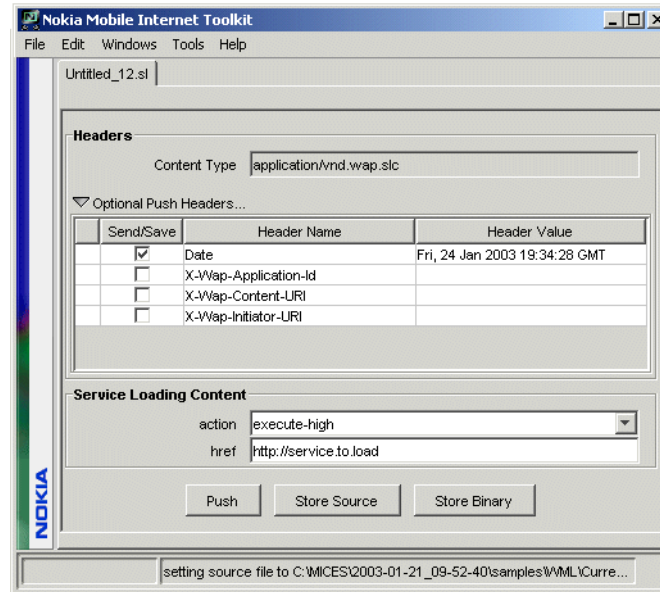 Nokia Mobile Internet Toolkit
File Edit Windows Tools Help
Untitled_12.sl
Headers
Content Type application/vnd.wap.slc
Optional Push Headers...
Send/Save Header Name Header Value
Date Fri, 24 Jan 2003 19:34:28 GMT
X-Wap-Application-Id
X-Wap-Content-URI
X-Wap-Initiator-URI
Service Loading Content
action execute-high
href http://service.to.load
Push Store Source Store Binary
NOKIA
setting source file to C:\MICES\2003-01-21_09-52-40\samples\WML\Curre...